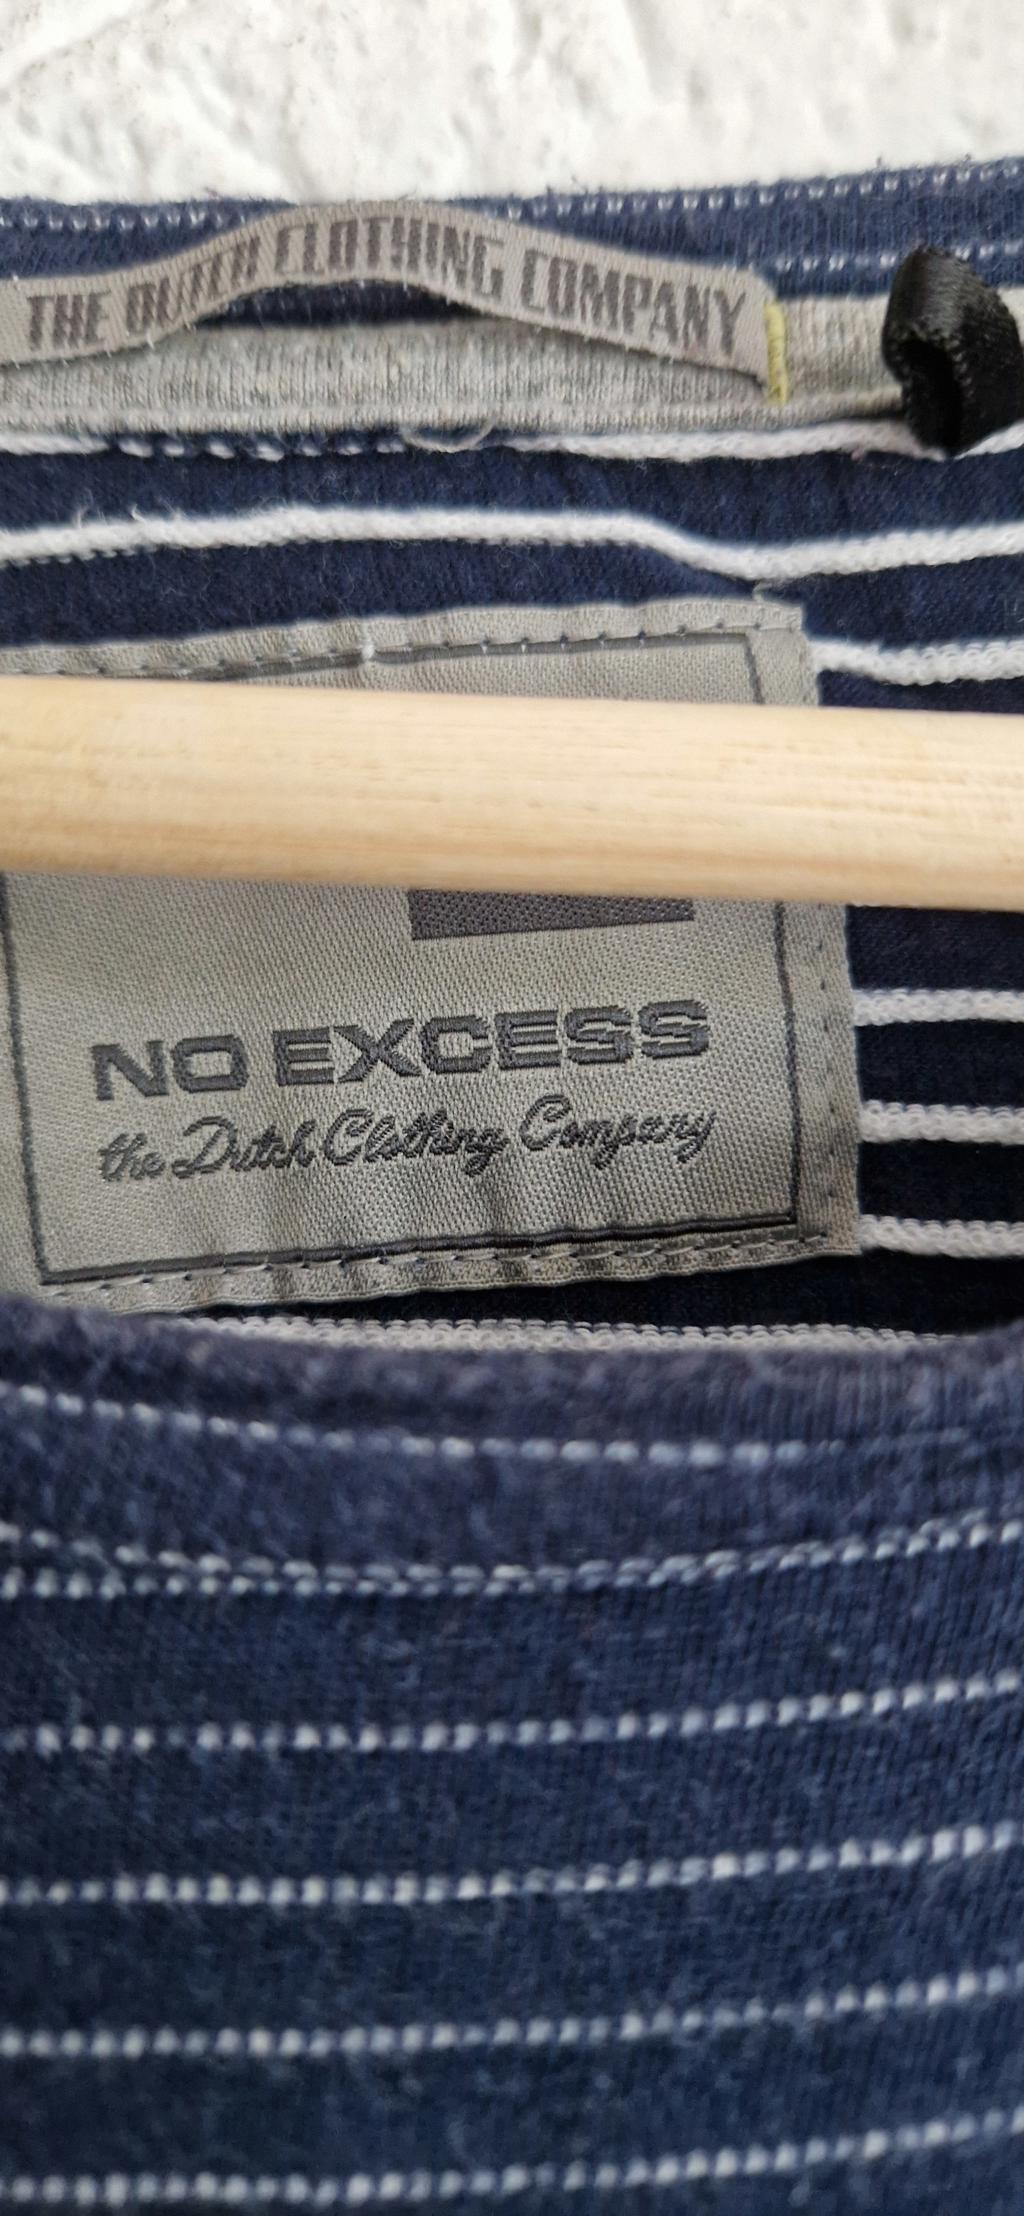 THE DUTCH CLOTHING COMPANY
NO EXCESS
the Dutch Clothing Company